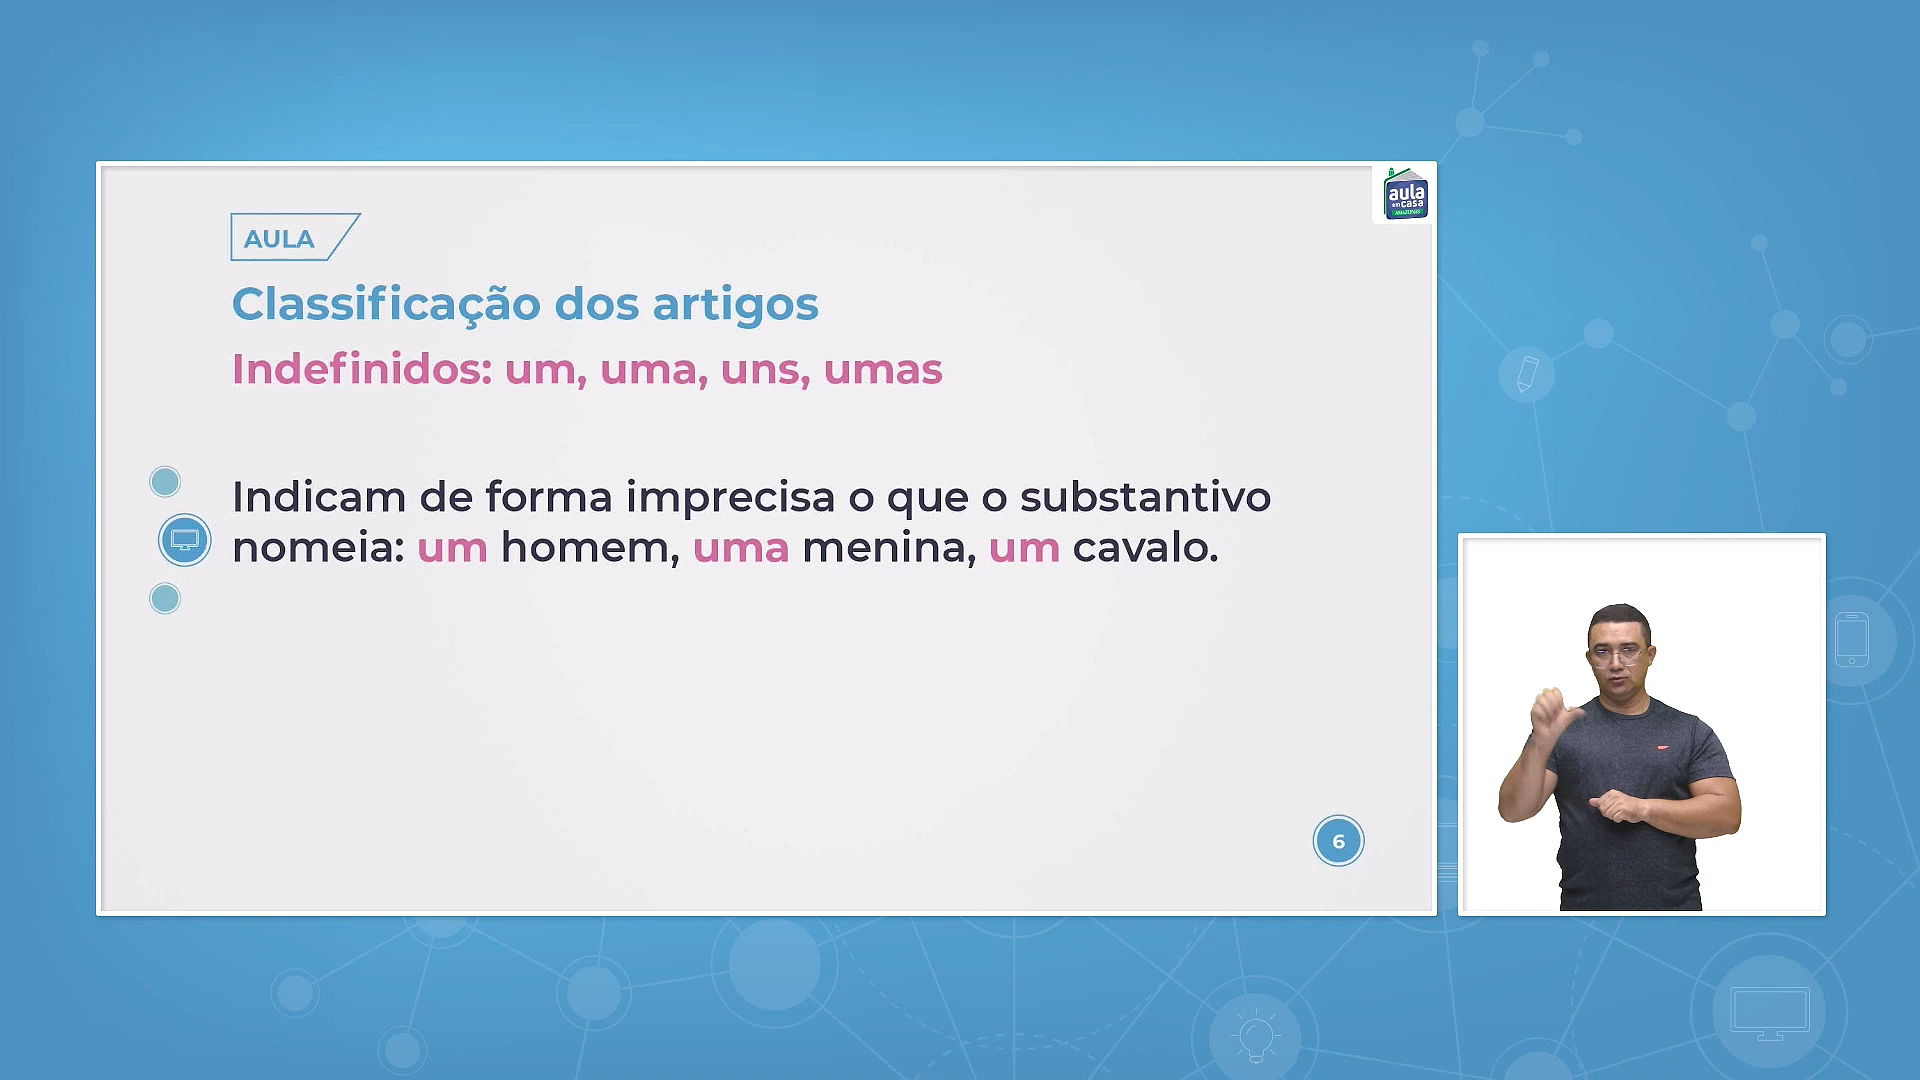 aula
em casa
AMAZONAS
AULA
Classificação dos artigos
Indefinidos: um, uma, uns, umas
Indicam de forma imprecisa o que o substantivo
nomeia: um homem, uma menina, um cavalo.
6